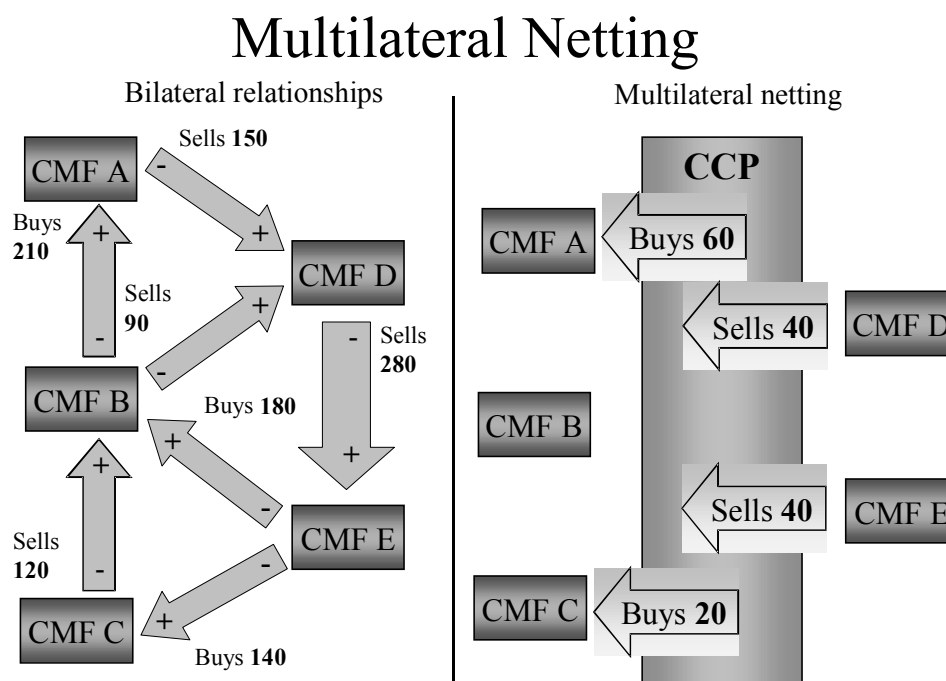 Multilateral Netting
Bilateral relationships
CMF A
-
Sells 150
+
Buys
210
+
Sells
90
-
CMF D
-
Sells
280
+
CMF B
-
Buys 180
+
-
CMF E
-
+
Sells
120
-
CMF C
+
Buys 140
Multilateral netting
CCP
CMF A
Buys 60
Sells 40
CMF D
CMF B
Sells 40
CMF E
CMF C
Buys 20